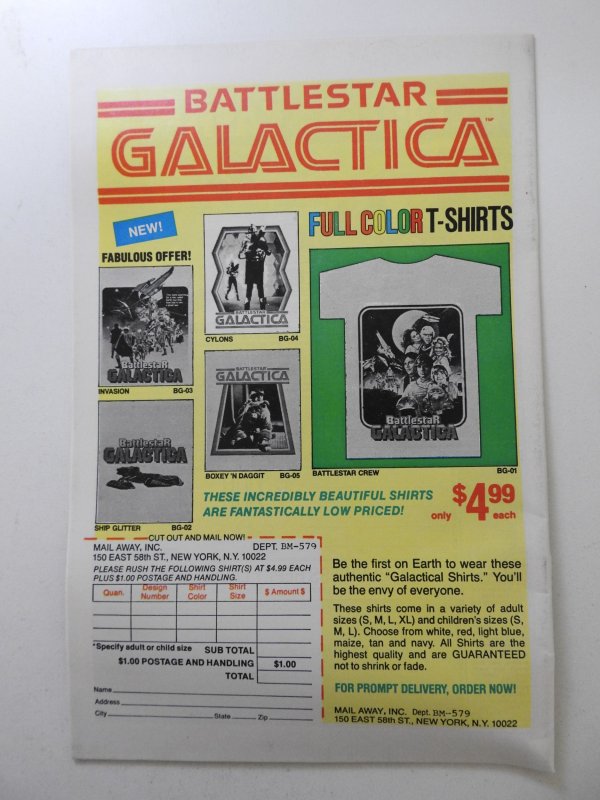 BATTLESTAR
GALACTICA™
NEW!
FABULOUS OFFER!
FULL COLOR T-SHIRTS
BattlestaR
GALACTICA
INVASION BG-03
BATTLESTAR
GALACTICA
CYLONS BG-04
BattlestaR
GALACTICA
SHIP GLITTER BG-02
BATTLESTAR
GALACTICA
BOXEY 'N DAGGIT BG-05
BattlestaR
GALACTICA
BATTLESTAR CREW BG-01
THESE INCREDIBLY BEAUTIFUL SHIRTS
ARE FANTASTICALLY LOW PRICED!
only $4.99 each
CUT OUT AND MAIL NOW!
MAIL AWAY, INC. DEPT. BM-579
150 EAST 58th ST., NEW YORK, N.Y. 10022
PLEASE RUSH THE FOLLOWING SHIRT(S) AT $4.99 EACH
PLUS $1.00 POSTAGE AND HANDLING.
Quan. Design Number Shirt Color Shirt Size $ Amount $
*Specify adult or child size SUB TOTAL
$1.00 POSTAGE AND HANDLING $1.00
TOTAL
Name
Address
City State Zip
Be the first on Earth to wear these
authentic "Galactical Shirts." You'll
be the envy of everyone.
These shirts come in a variety of adult
sizes (S, M, L, XL) and children's sizes (S,
M, L). Choose from white, red, light blue,
maize, tan and navy. All Shirts are the
highest quality and are GUARANTEED
not to shrink or fade.
FOR PROMPT DELIVERY, ORDER NOW!
MAIL AWAY, INC. Dept. BM-579
150 EAST 58th ST., NEW YORK, N.Y. 10022